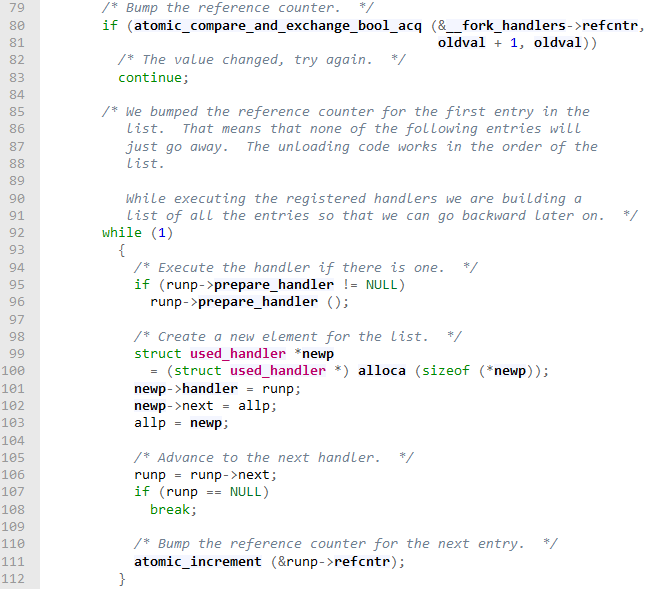 79 /* Bump the reference counter.  */
80 if (atomic_compare_and_exchange_bool_acq (&__fork_handlers->refcntr,
81 oldval + 1, oldval))
82 /* The value changed, try again.  */
83 continue;
84
85 /* We bumped the reference counter for the first entry in the
86 list.  That means that none of the following entries will
87 just go away.  The unloading code works in the order of the
88 list.
89
90 While executing the registered handlers we are building a
91 list of all the entries so that we can go backward later on.  */
92 while (1)
93 {
94 /* Execute the handler if there is one.  */
95 if (runp->prepare_handler != NULL)
96 runp->prepare_handler ();
97
98 /* Create a new element for the list.  */
99 struct used_handler *newp
100 = (struct used_handler *) alloca (sizeof (*newp));
101 newp->handler = runp;
102 newp->next = allp;
103 allp = newp;
104
105 /* Advance to the next handler.  */
106 runp = runp->next;
107 if (runp == NULL)
108 break;
109
110 /* Bump the reference counter for the next entry.  */
111 atomic_increment (&runp->refcntr);
112 }